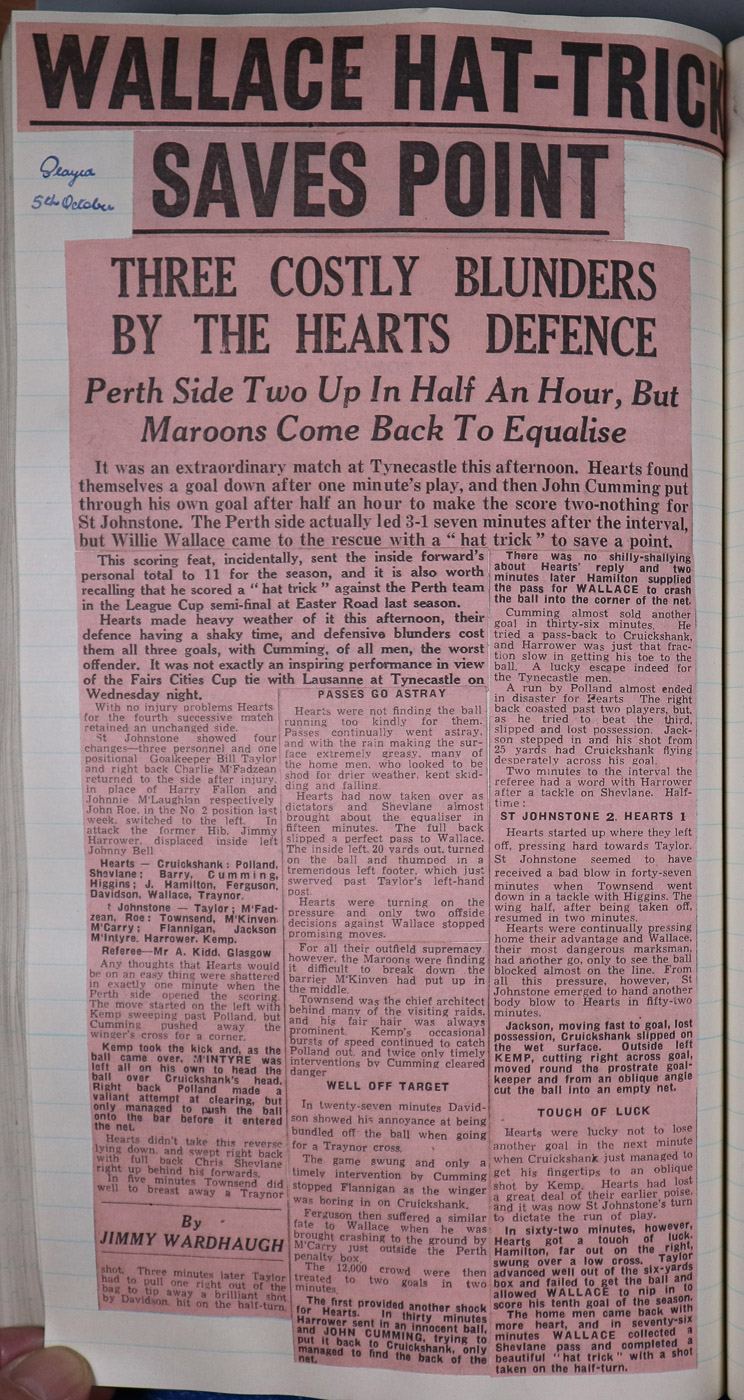 WALLACE HAT-TRICK
SAVES POINT
Played
5th October
THREE COSTLY BLUNDERS
BY THE HEARTS DEFENCE
Perth Side Two Up In Half An Hour, But
Maroons Come Back To Equalise
It was an extraordinary match at Tynecastle this afternoon. Hearts found
themselves a goal down after one minute's play, and then John Cumming put
through his own goal after half an hour to make the score two-nothing for
St Johnstone. The Perth side actually led 3-1 seven minutes after the interval,
but Willie Wallace came to the rescue with a " hat trick " to save a point.
This scoring feat, incidentally, sent the inside forward's
personal total to 11 for the season, and it is also worth
recalling that he scored a " hat trick " against the Perth team
in the League Cup semi-final at Easter Road last season.
Hearts made heavy weather of it this afternoon, their
defence having a shaky time, and defensive blunders cost
them all three goals, with Cumming, of all men, the worst
offender. It was not exactly an inspiring performance in view
of the Fairs Cities Cup tie with Lausanne at Tynecastle on
Wednesday night.
With no injury problems Hearts
for the fourth successive match
retained an unchanged side.
St Johnstone showed four
changes—three personnel and one
positional Goalkeeper Bill Taylor
and right back Charlie M'Fadzean
returned to the side after injury,
in place of Harry Fallon and
Johnnie M'Laughlan respectively
John Roe, in the No 2 position last
week, switched to the left. In
attack the former Hib, Jimmy
Harrower, displaced inside left
Johnny Bell
Hearts — Cruickshank; Polland,
Shevlane; Barry, Cumming,
Higgins; J. Hamilton, Ferguson,
Davidson, Wallace, Traynor.
t Johnstone — Taylor; M'Fad-
zean, Roe; Townsend, M'Kinven,
M'Carry; Flannigan, Jackson
M'Intyre, Harrower, Kemp.
Referee—Mr A. Kidd, Glasgow
Any thoughts that Hearts would
be on an easy thing were shattered
in exactly one minute when the
Perth side opened the scoring.
The move started on the left with
Kemp sweeping past Polland, but
Cumming pushed away the
winger's cross for a corner.
Kemp took the kick and, as the
ball came over, M'INTYRE was
left all on his own to head the
ball over Cruickshank's head.
Right back Polland made a
valiant attempt at clearing, but
only managed to push the ball
onto the bar before it entered
the net.
Hearts didn't take this reverse
lying down, and swept right back
with full back Chris Shevlane
right up behind his forwards.
In five minutes Townsend did
well to breast away a Traynor
By
JIMMY WARDHAUGH
shot. Three minutes later Taylor
had to pull one right out of the
bag to tip away a brilliant shot
by Davidson, hit on the half-turn.
PASSES GO ASTRAY
Hearts were not finding the ball
running too kindly for them.
Passes continually went astray,
and with the rain making the sur-
face extremely greasy, many of
the home men, who looked to be
shod for drier weather, kept skid-
ding and falling.
Hearts had now taken over as
dictators and Shevlane almost
brought about the equaliser in
fifteen minutes. The full back
slipped a perfect pass to Wallace.
The inside left, 20 yards out, turned
on the ball and thumped in a
tremendous left footer, which just
swerved past Taylor's left-hand
post.
Hearts were turning on the
pressure and only two offside
decisions against Wallace stopped
promising moves.
For all their outfield supremacy,
however, the Maroons were finding
it difficult to break down the
barrier M'Kinven had put up in
the middle.
Townsend was the chief architect
behind many of the visiting raids,
and his fair hair was always
prominent. Kemp's occasional
bursts of speed continued to catch
Polland out, and twice only timely
interventions by Cumming cleared
danger
WELL OFF TARGET
In twenty-seven minutes David-
son showed his annoyance at being
bundled off the ball when going
for a Traynor cross.
The game swung and only a
timely intervention by Cumming
stopped Flannigan as the winger
was boring in on Cruickshank.
Ferguson then suffered a similar
fate to Wallace when he was
brought crashing to the ground by
M'Carry just outside the Perth
penalty box
The 12,000 crowd were then
treated to two goals in two
minutes.
The first provided another shock
for Hearts. In thirty minutes
Harrower sent in an innocent ball,
and JOHN CUMMING, trying to
put it back to Cruickshank, only
managed to find the back of the
net.
There was no shilly-shallying
about Hearts' reply and two
minutes later Hamilton supplied
the pass for WALLACE to crash
the ball into the corner of the net.
Cumming almost sold another
goal in thirty-six minutes. He
tried a pass-back to Cruickshank,
and Harrower was just that frac-
tion slow in getting his toe to the
ball. A lucky escape indeed for
the Tynecastle men.
A run by Polland almost ended
in disaster for Hearts The right
back coasted past two players, but,
as he tried to beat the third,
slipped and lost possession. Jack-
son stepped in and his shot from
25 yards had Cruickshank flying
desperately across his goal.
Two minutes to the interval the
referee had a word with Harrower
after a tackle on Shevlane. Half-
time:
ST JOHNSTONE 2, HEARTS 1
Hearts started up where they left
off, pressing hard towards Taylor.
St Johnstone seemed to have
received a bad blow in forty-seven
minutes when Townsend went
down in a tackle with Higgins. The
wing half, after being taken off,
resumed in two minutes.
Hearts were continually pressing
home their advantage and Wallace,
their most dangerous marksman,
had another go, only to see the ball
blocked almost on the line. From
all this pressure, however, St
Johnstone emerged to hand another
body blow to Hearts in fifty-two
minutes.
Jackson, moving fast to goal, lost
possession, Cruickshank slipped on
the wet surface. Outside left
KEMP, cutting right across goal,
moved round the prostrate goal-
keeper and from an oblique angle
cut the ball into an empty net.
TOUCH OF LUCK
Hearts were lucky not to lose
another goal in the next minute
when Cruickshank just managed to
get his fingertips to an oblique
shot by Kemp. Hearts had lost
a great deal of their earlier poise,
and it was now St Johnstone's turn
to dictate the run of play.
In sixty-two minutes, however,
Hearts got a touch of luck.
Hamilton, far out on the right,
swung over a low cross. Taylor
advanced well out of the six-yards
box and failed to get the ball and
allowed WALLACE to nip in to
score his tenth goal of the season.
The home men came back with
more heart, and in seventy-six
minutes WALLACE collected a
Shevlane pass and completed a
beautiful "hat trick" with a shot
taken on the half-turn.